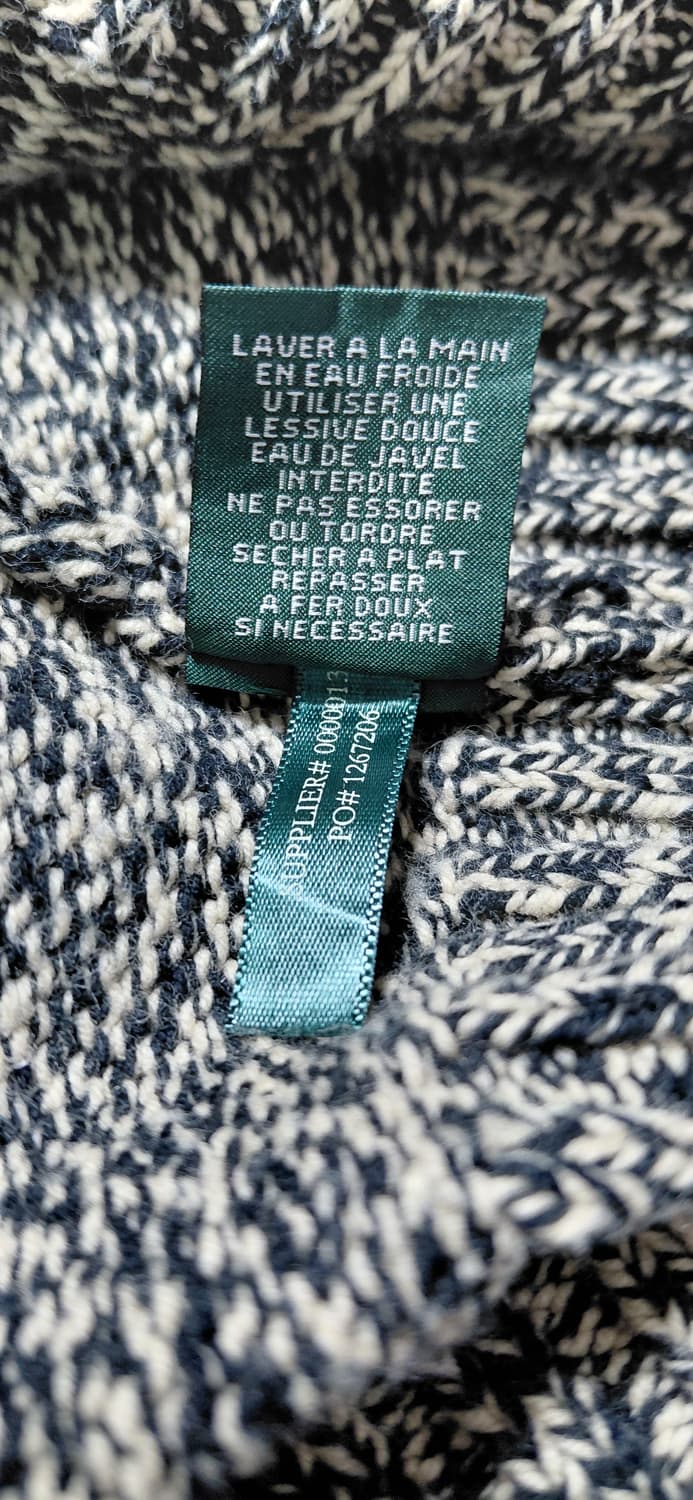 LAVER A LA MAIN
EN EAU FROIDE
UTILISER UNE
LESSIVE DOUCE
EAU DE JAVEL
INTERDITE
NE PAS ESSORER
OU TORDRE
SECHER A PLAT
REPASSER
A FER DOUX
SI NECESSAIRE
SUPPLIER#
PO# 1267206